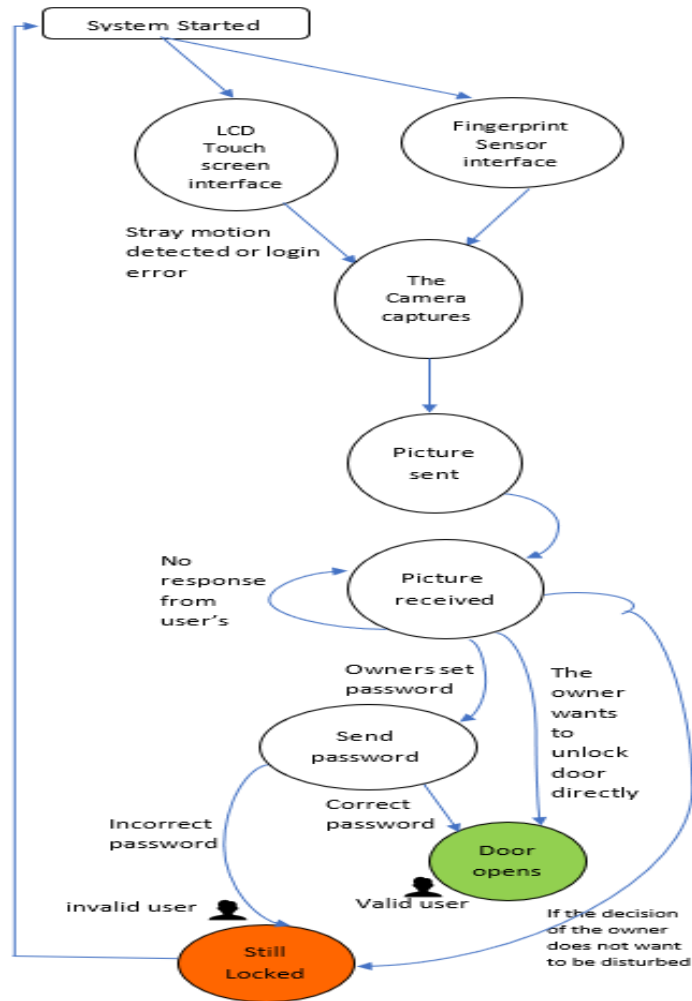 System Started
LCD
Touch
screen
interface
Fingerprint
Sensor
interface
Stray motion
detected or login
error
The
Camera
captures
Picture
sent
No
response
from
user's
Picture
received
Owners set
password
The
owner
wants
to
unlock
door
directly
Send
password
Incorrect
password
Correct
password
Door
opens
invalid user
Valid user
If the decision
of the owner
does not want
to be disturbed
Still
Locked